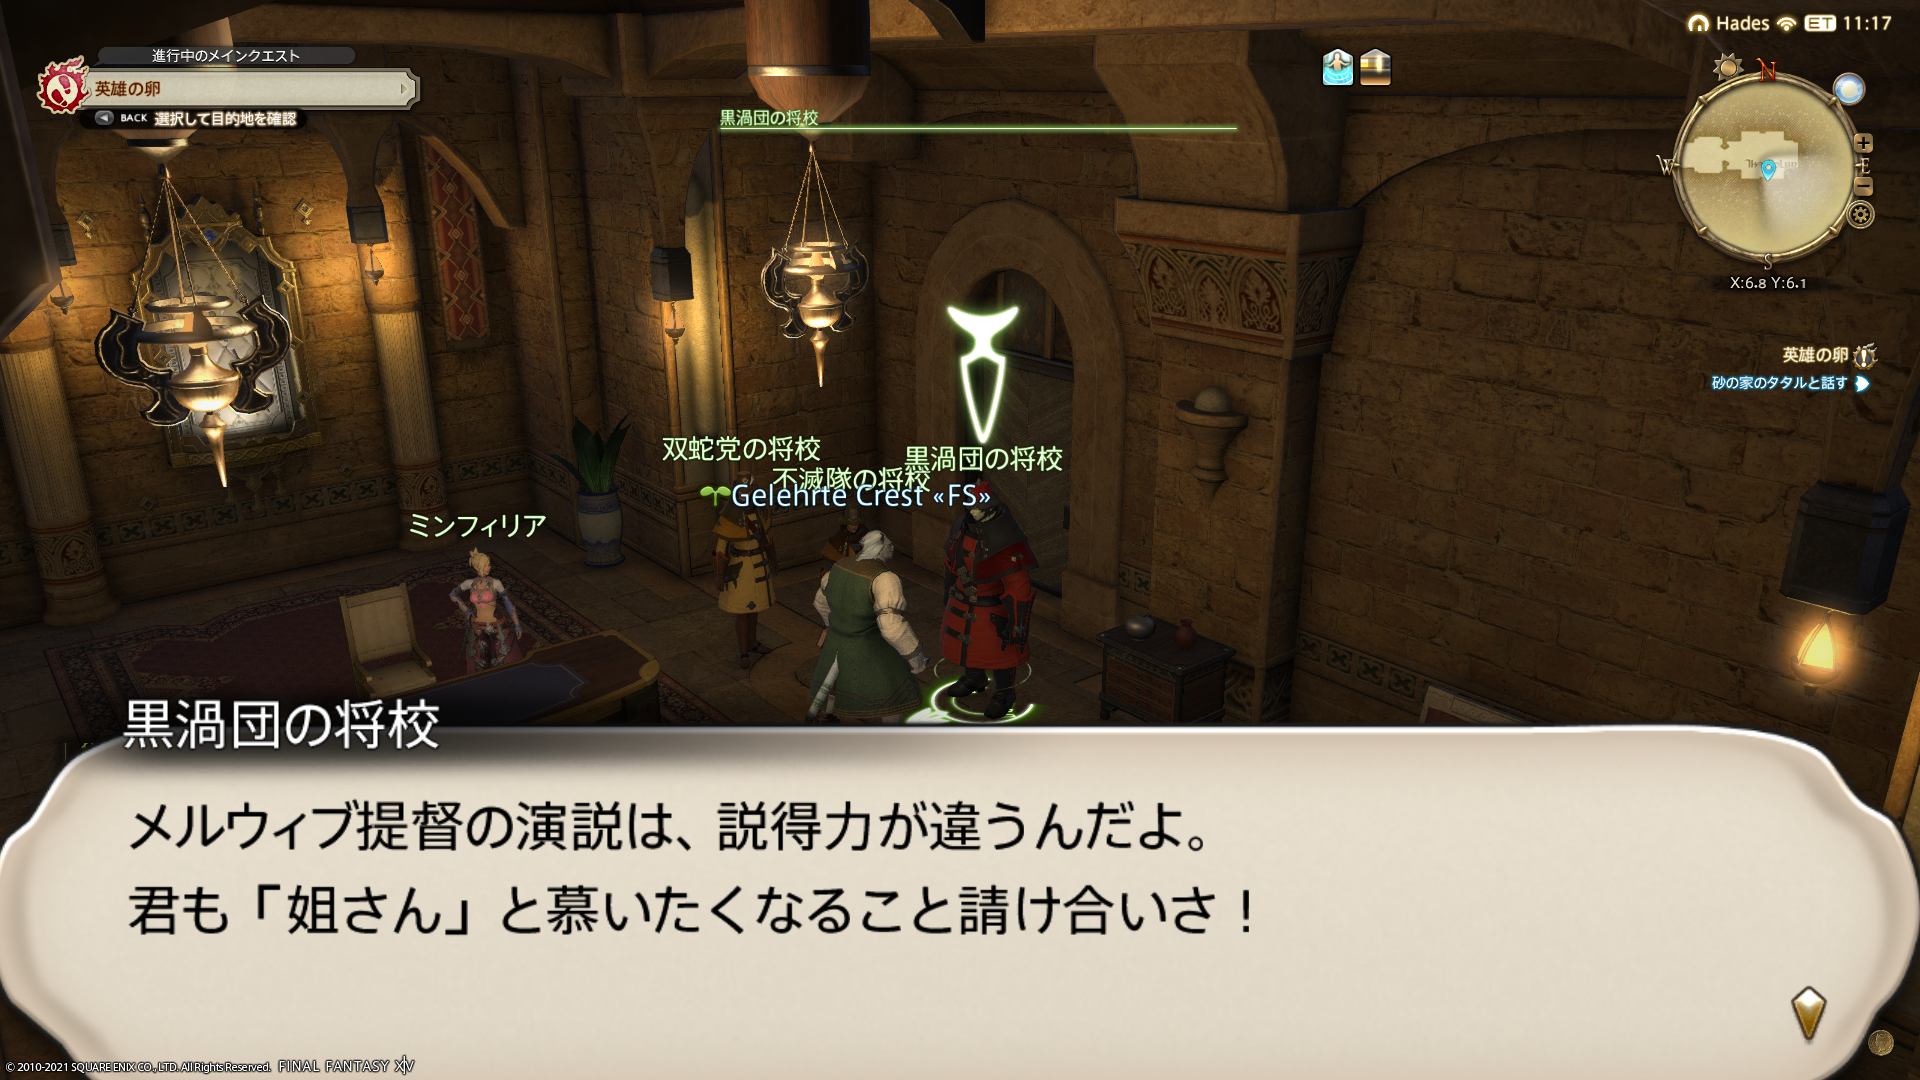 進行中のメインクエスト
英雄の卵
BACK 選択して目的地を確認
黒渦団の将校
Hades ET 11:17
N
W
E
S
X:6.8 Y:6.1
英雄の卵
砂の家のタタルと話す
双蛇党の将校
黒渦団の将校
不滅隊の将校
Gelehrte Crest «FS»
ミンフィリア
黒渦団の将校
メルウィブ提督の演説は、説得力が違うんだよ。
君も「姐さん」と慕いたくなること請け合いさ！
© 2010-2021 SQUARE ENIX CO., LTD. All Rights Reserved. FINAL FANTASY XIV